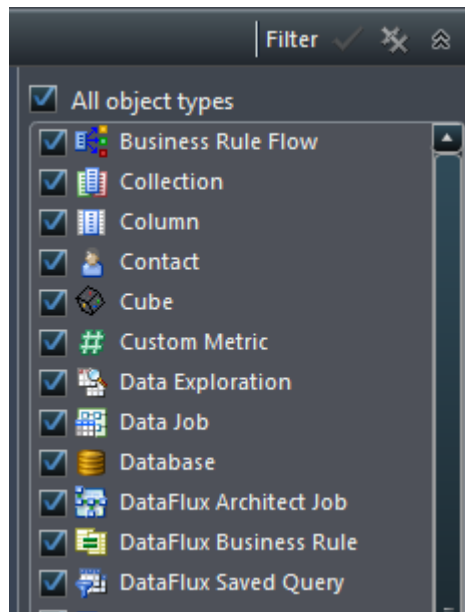 Filter
All object types
Business Rule Flow
Collection
Column
Contact
Cube
Custom Metric
Data Exploration
Data Job
Database
DataFlux Architect Job
DataFlux Business Rule
DataFlux Saved Query